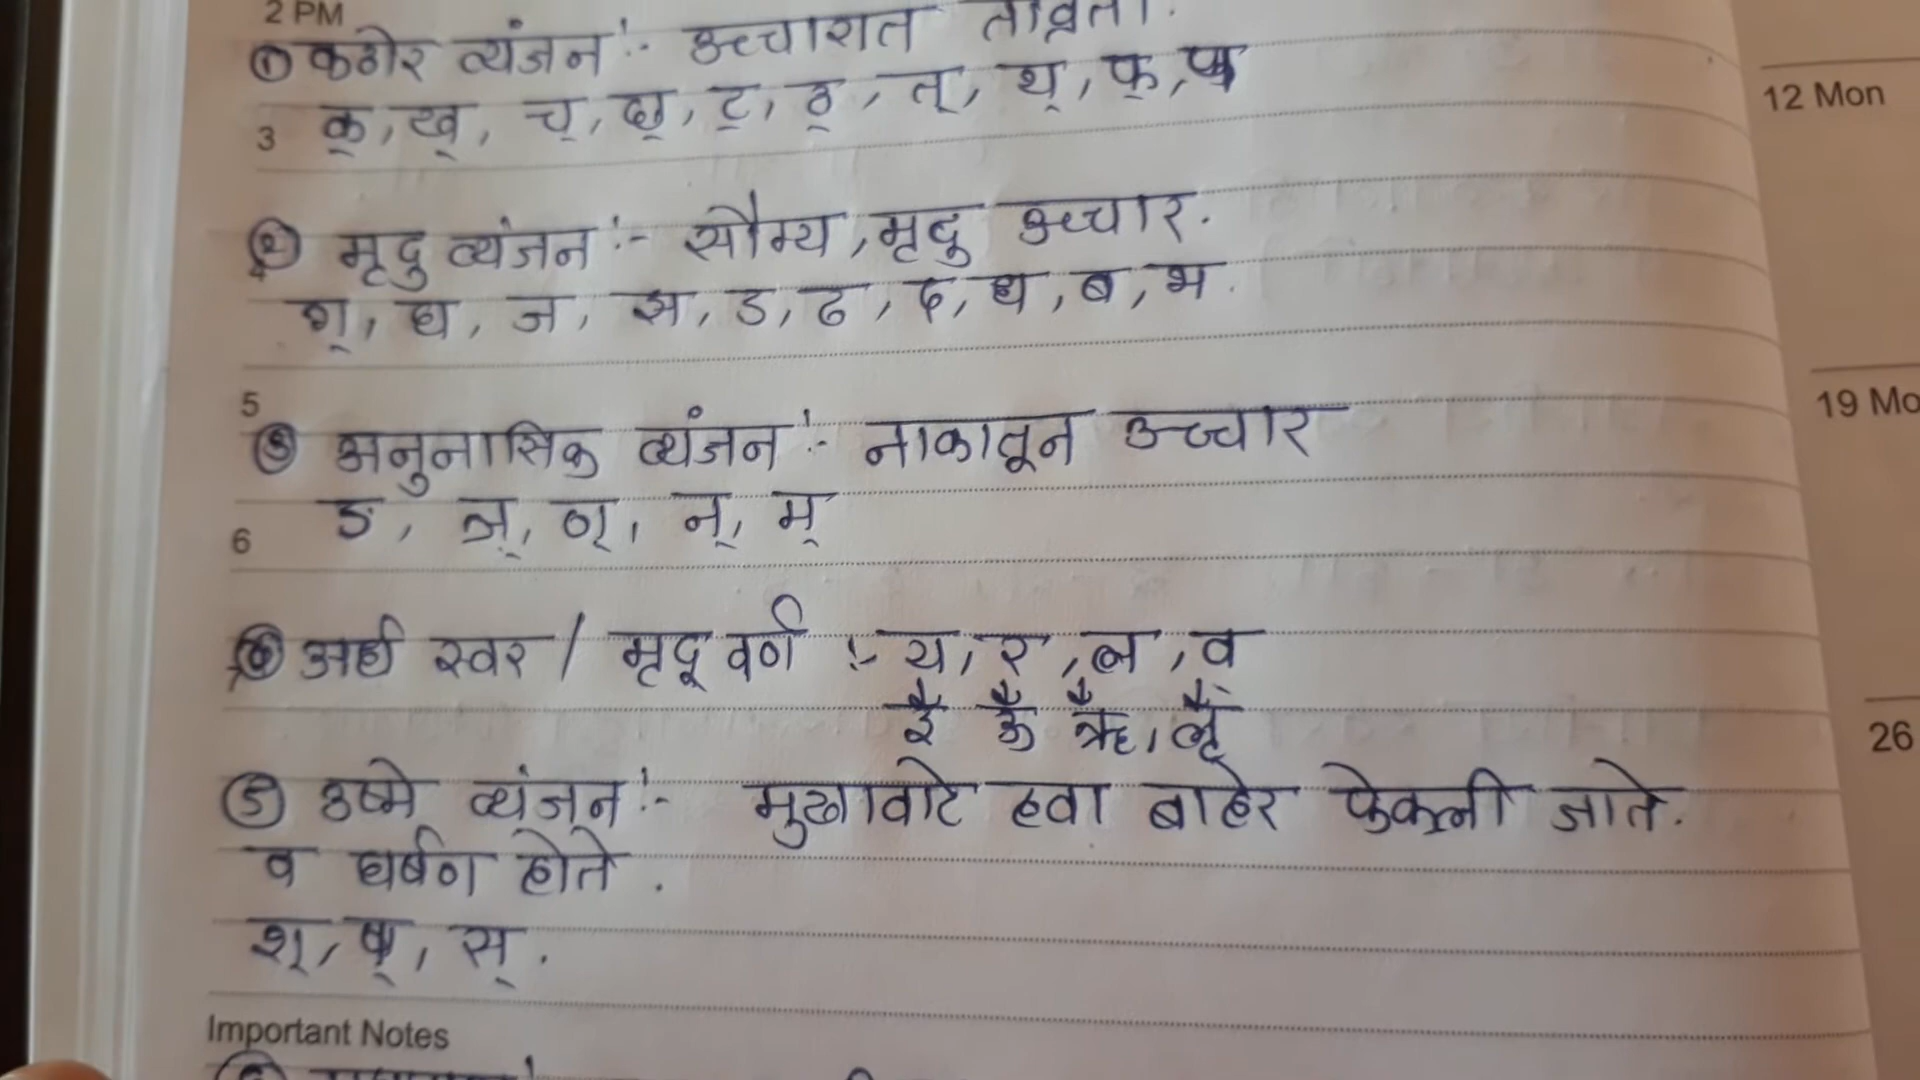 2 PM
① कठोर व्यंजन :- उच्चारात तीव्रता.
3 क्, ख्, च्, छ्, ट्, ठ्, त्, थ्, फ्, प
12 Mon
② मृदु व्यंजन :- सौम्य, मृदु उच्चार.
ग्, घ, ज, झ, ड, ढ, द, ध, ब, भ.
5
19 Mo
③ अनुनासिक व्यंजन :- नाकातून उच्चार
6 ङ, ञ्, ण्, न्, म्
④ अर्ध स्वर / मृदू वर्ण :- य, र, ल, व
ई ऊ ऋ, लृ
26
⑤ उष्मे व्यंजन :- मुखावाटे हवा बाहेर फेकली जाते.
व घर्षण होते.
श्, ष्, स्.
Important Notes